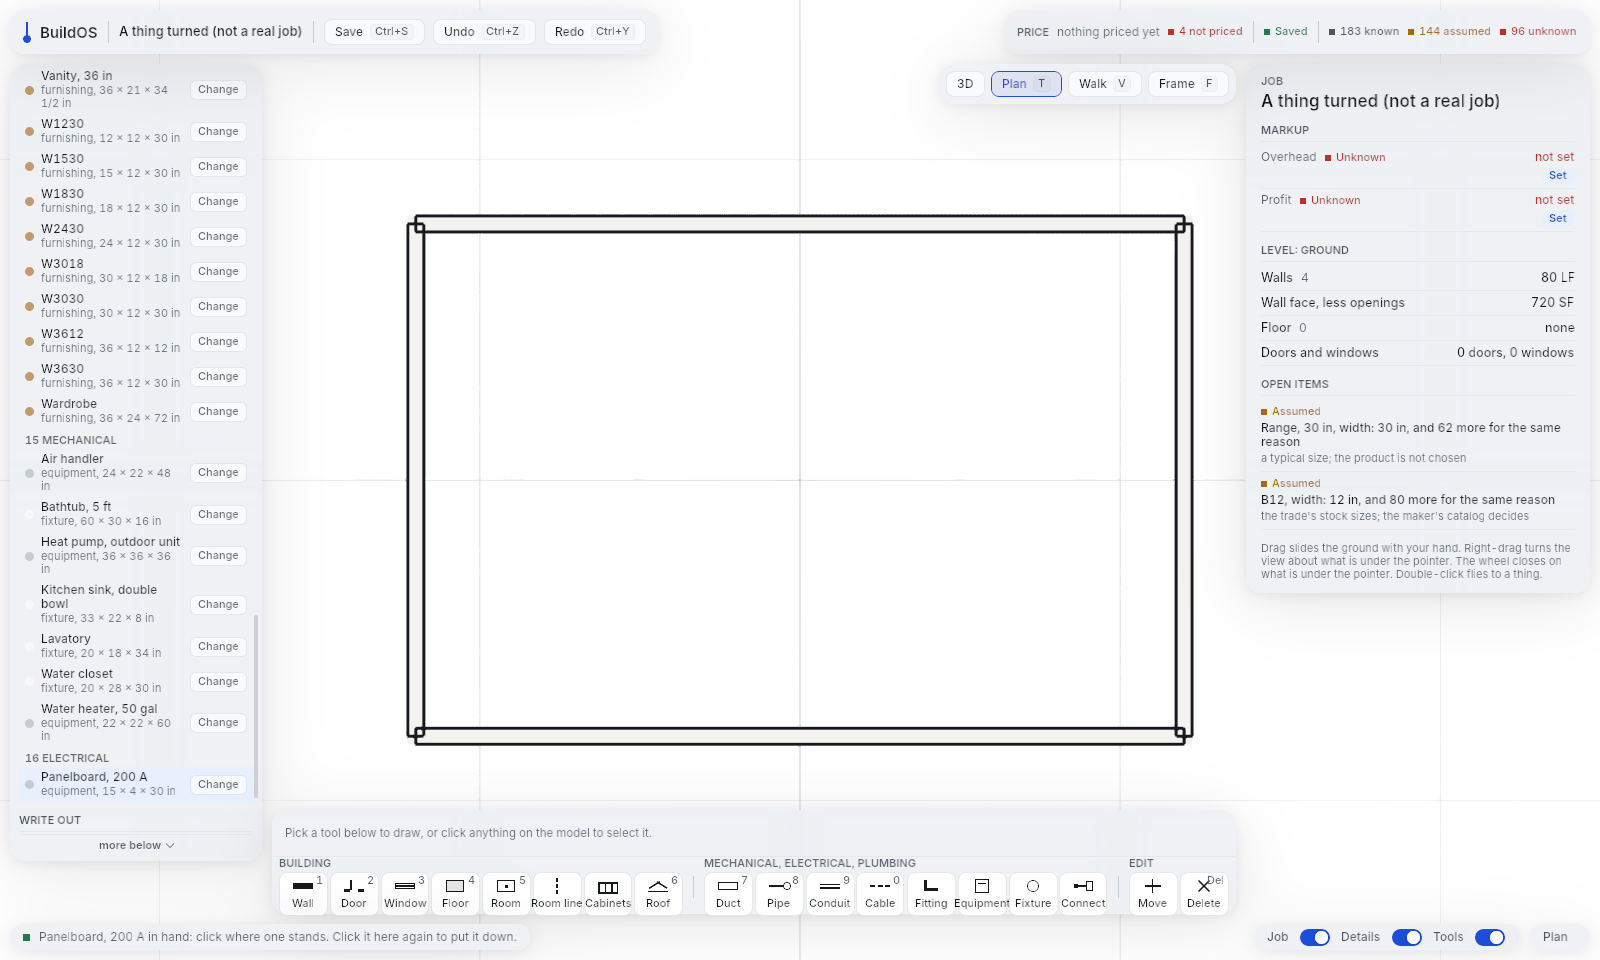 BuildOS
A thing turned (not a real job)
Save Ctrl+S
Undo Ctrl+Z
Redo Ctrl+Y
PRICE nothing priced yet 4 not priced Saved 183 known 144 assumed 96 unknown
3D
Plan T
Walk V
Frame F
Vanity, 36 in
furnishing, 36 × 21 × 34
1/2 in
Change
W1230
furnishing, 12 × 12 × 30 in
Change
W1530
furnishing, 15 × 12 × 30 in
Change
W1830
furnishing, 18 × 12 × 30 in
Change
W2430
furnishing, 24 × 12 × 30 in
Change
W3018
furnishing, 30 × 12 × 18 in
Change
W3030
furnishing, 30 × 12 × 30 in
Change
W3612
furnishing, 36 × 12 × 12 in
Change
W3630
furnishing, 36 × 12 × 30 in
Change
Wardrobe
furnishing, 36 × 24 × 72 in
Change
15 MECHANICAL
Air handler
equipment, 24 × 22 × 48
in
Change
Bathtub, 5 ft
fixture, 60 × 30 × 16 in
Change
Heat pump, outdoor unit
equipment, 36 × 36 × 36
in
Change
Kitchen sink, double
bowl
fixture, 33 × 22 × 8 in
Change
Lavatory
fixture, 20 × 18 × 34 in
Change
Water closet
fixture, 20 × 28 × 30 in
Change
Water heater, 50 gal
equipment, 22 × 22 × 60
in
Change
16 ELECTRICAL
Panelboard, 200 A
equipment, 15 × 4 × 30 in
Change
WRITE OUT
more below
JOB
A thing turned (not a real job)
MARKUP
Overhead Unknown not set
Set
Profit Unknown not set
Set
LEVEL: GROUND
Walls 4 80 LF
Wall face, less openings 720 SF
Floor 0 none
Doors and windows 0 doors, 0 windows
OPEN ITEMS
Assumed
Range, 30 in, width: 30 in, and 62 more for the same
reason
a typical size; the product is not chosen
Assumed
B12, width: 12 in, and 80 more for the same reason
the trade's stock sizes; the maker's catalog decides
Drag slides the ground with your hand. Right-drag turns the
view about what is under the pointer. The wheel closes on
what is under the pointer. Double-click flies to a thing.
Pick a tool below to draw, or click anything on the model to select it.
BUILDING
1 Wall
2 Door
3 Window
4 Floor
5 Room
Room line
Cabinets
6 Roof
MECHANICAL, ELECTRICAL, PLUMBING
7 Duct
8 Pipe
9 Conduit
0 Cable
Fitting
Equipment
Fixture
Connect
EDIT
Move
Del Delete
Panelboard, 200 A in hand: click where one stands. Click it here again to put it down.
Job Details Tools Plan